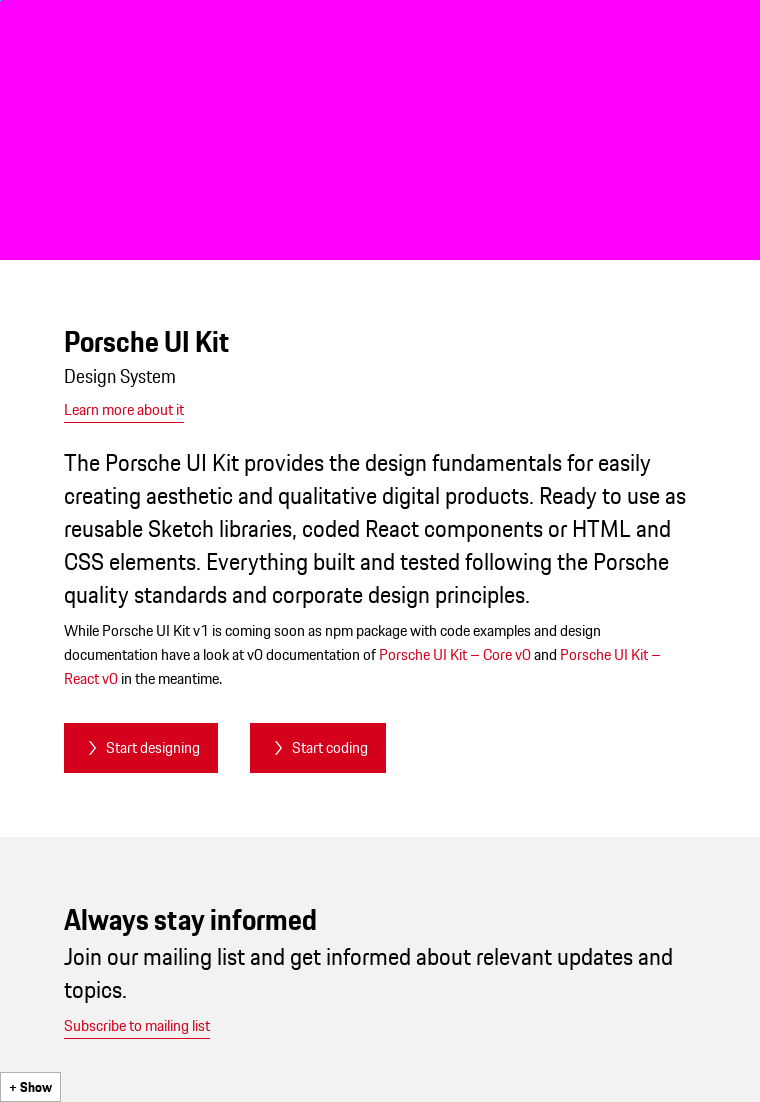 Porsche UI Kit
Design System
Learn more about it
The Porsche UI Kit provides the design fundamentals for easily
creating aesthetic and qualitative digital products. Ready to use as
reusable Sketch libraries, coded React components or HTML and
CSS elements. Everything built and tested following the Porsche
quality standards and corporate design principles.
While Porsche UI Kit v1 is coming soon as npm package with code examples and design
documentation have a look at v0 documentation of Porsche UI Kit – Core v0 and Porsche UI Kit –
React v0 in the meantime.
Start designing Start coding
Always stay informed
Join our mailing list and get informed about relevant updates and
topics.
Subscribe to mailing list
+ Show